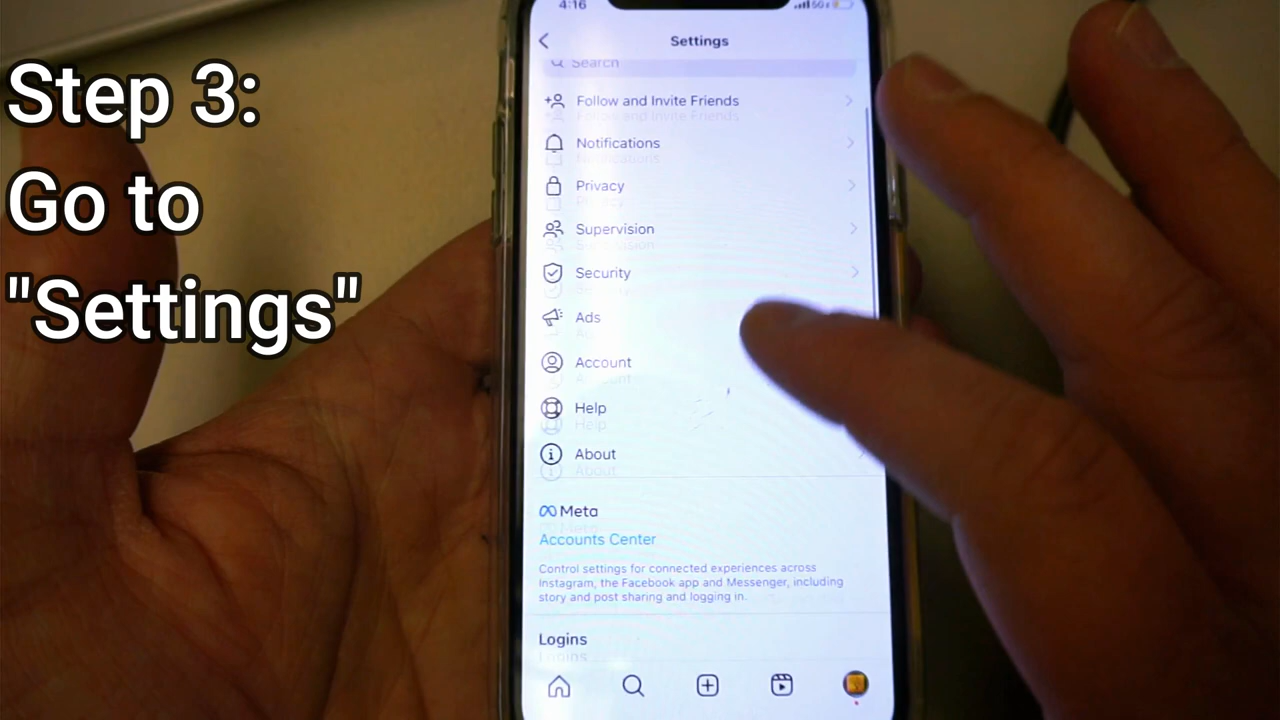 Step 3:
Go to
"Settings"
4:16
5G
Settings
Search
Follow and Invite Friends
Notifications
Privacy
Supervision
Security
Ads
Account
Help
About
Meta
Accounts Center
Control settings for connected experiences across
Instagram, the Facebook app and Messenger, including
story and post sharing and logging in.
Logins